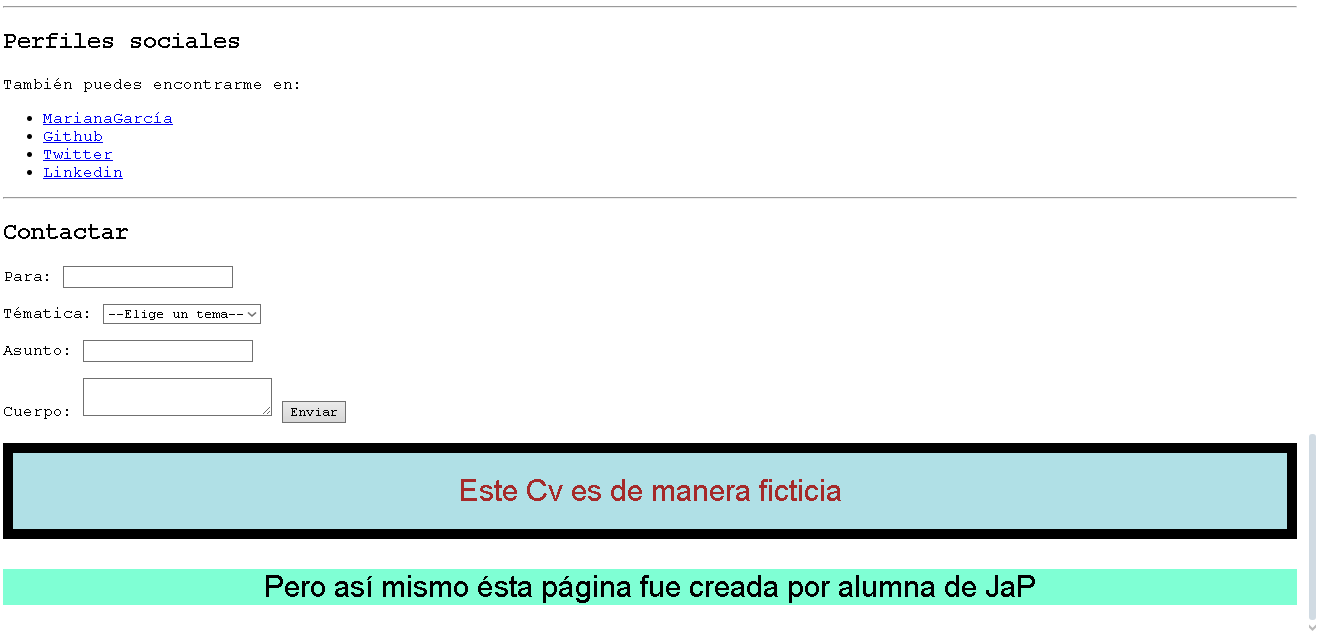 Perfiles sociales
También puedes encontrarme en:
MarianaGarcía
Github
Twitter
Linkedin
Contactar
Para:
Tématica: --Elige un tema--
Asunto:
Cuerpo: Enviar
Este Cv es de manera ficticia
Pero así mismo ésta página fue creada por alumna de JaP